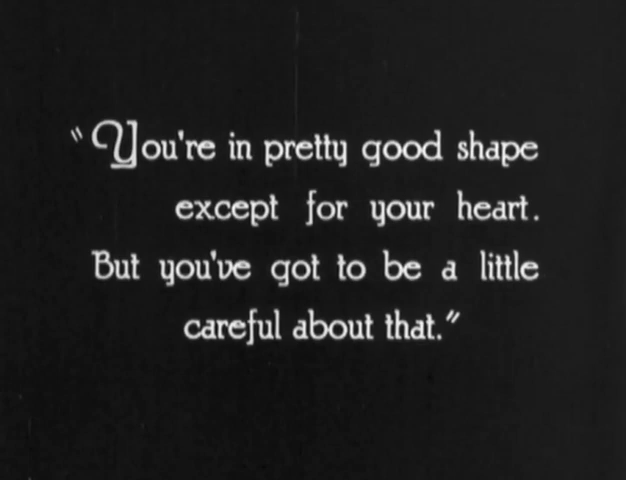 "You're in pretty good shape
except for your heart.
But you've got to be a little
careful about that."